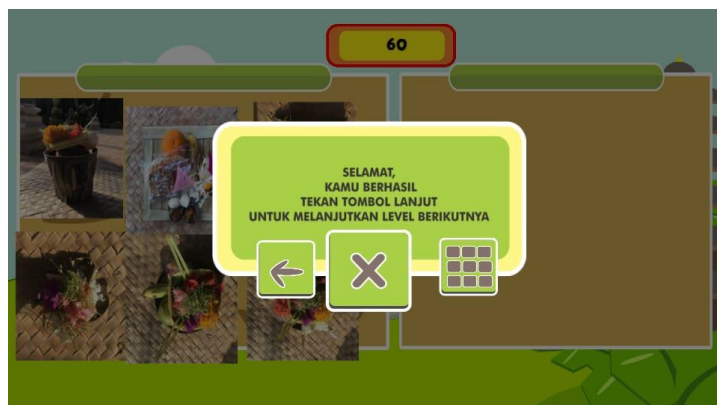 60
SELAMAT,
KAMU BERHASIL
TEKAN TOMBOL LANJUT
UNTUK MELANJUTKAN LEVEL BERIKUTNYA